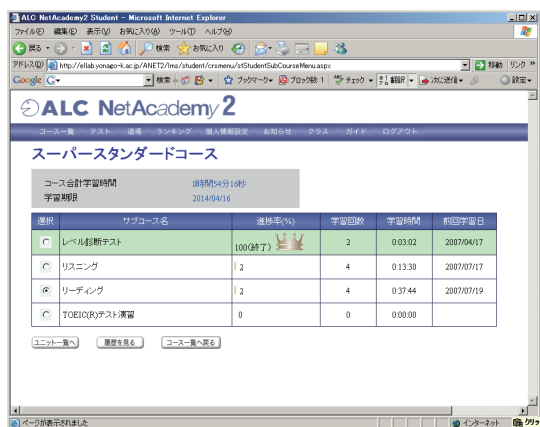 ALC NetAcademy2 Student - Microsoft Internet Explorer
ファイル(F) 編集(E) 表示(V) お気に入り(A) ツール(T) ヘルプ(H)
戻る 検索 お気に入り
アドレス(D) http://ellab.yonago-k.ac.jp/ANET2/lms/student/crsmenu/stStudentSubCourseMenu.aspx 移動 リンク »
Google G 検索 ブックマーク ブロック数: 1 チェック 翻訳 次に送信 設定
ALC NetAcademy 2
コース一覧 テスト 道場 ランキング 個人情報設定 お知らせ クラス ガイド ログアウト
スーパースタンダードコース
コース合計学習時間 0時間54分16秒
学習期限 2014/04/16
選択 サブコース名 進捗率(%) 学習回数 学習時間 前回学習日
レベル診断テスト 100(終了) 2 0:03:02 2007/04/17
リスニング 2 4 0:13:30 2007/07/17
リーディング 2 4 0:37:44 2007/07/19
TOEIC(R)テスト演習 0 0 0:00:00
ユニット一覧へ 履歴を見る コース一覧へ戻る
ページが表示されました インターネット